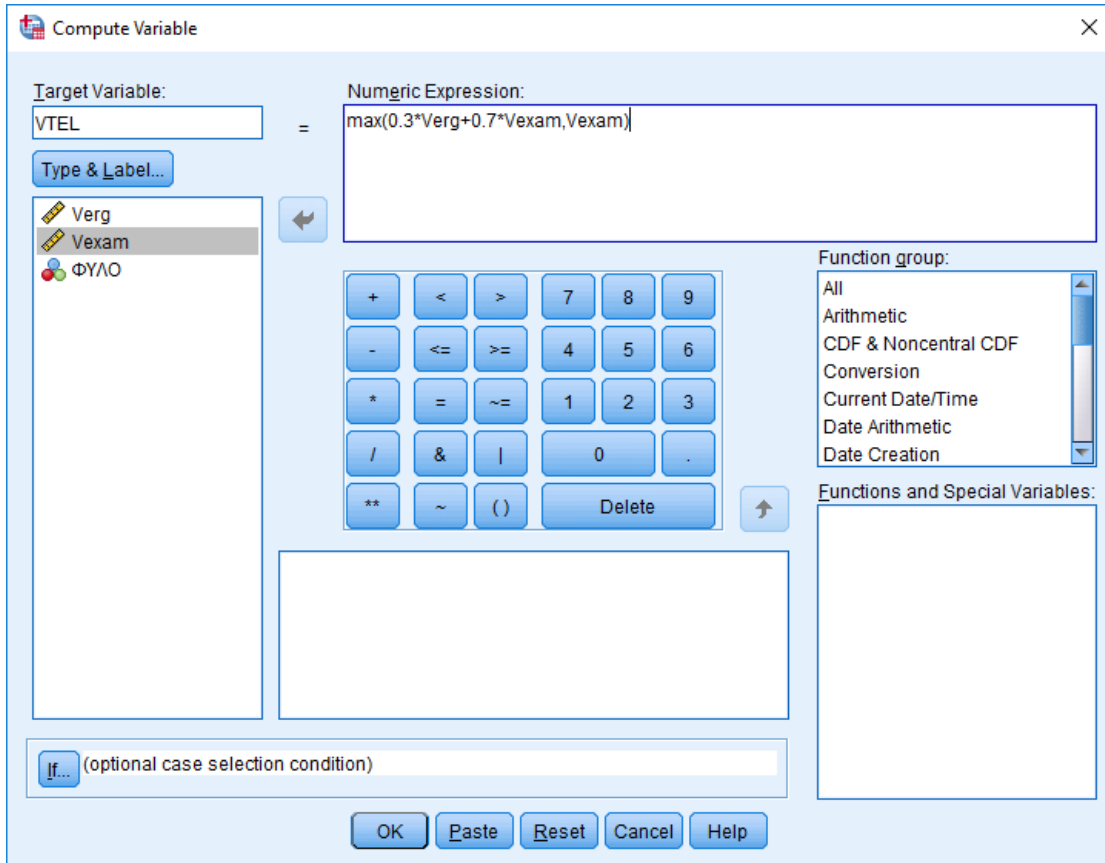 Compute Variable
Target Variable:
VTEL
=
Numeric Expression:
max(0.3*Verg+0.7*Vexam,Vexam)
Type & Label...
Verg
Vexam
ΦΥΛΟ
+ < > 7 8 9
- <= >= 4 5 6
* = ~= 1 2 3
/ & | 0 .
** ~ ( ) Delete
Function group:
All
Arithmetic
CDF & Noncentral CDF
Conversion
Current Date/Time
Date Arithmetic
Date Creation
Functions and Special Variables:
If... (optional case selection condition)
OK Paste Reset Cancel Help